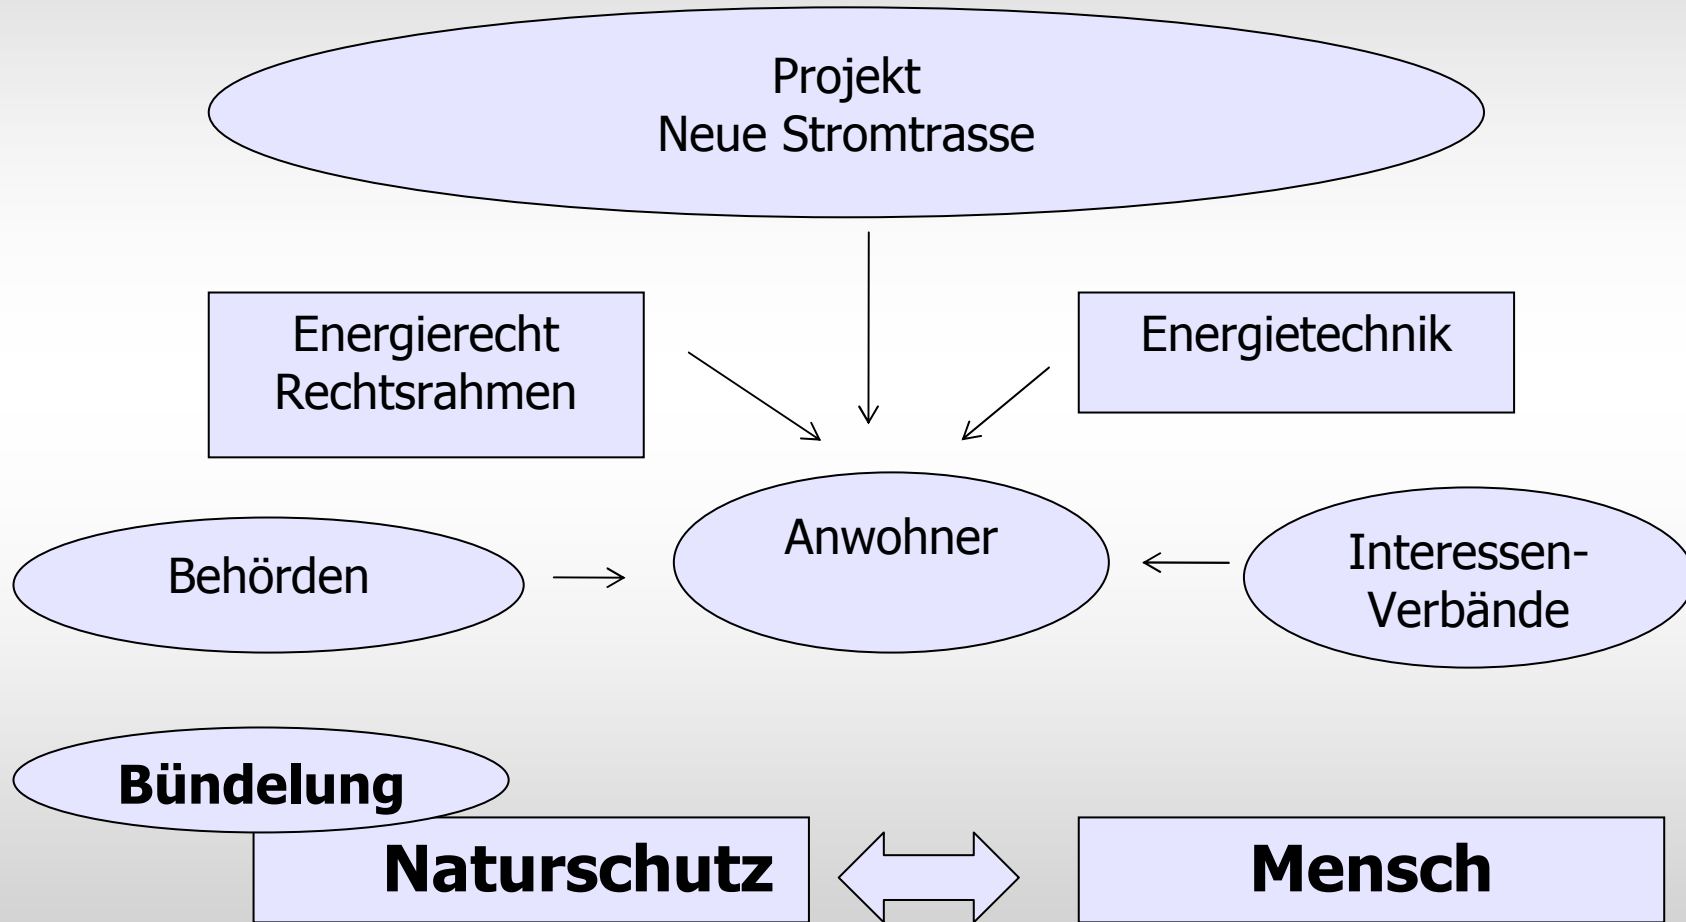 Projekt
Neue Stromtrasse
Energierecht
Rechtsrahmen
Energietechnik
Behörden
Anwohner
Interessen-
Verbände
Bündelung
Naturschutz
Mensch